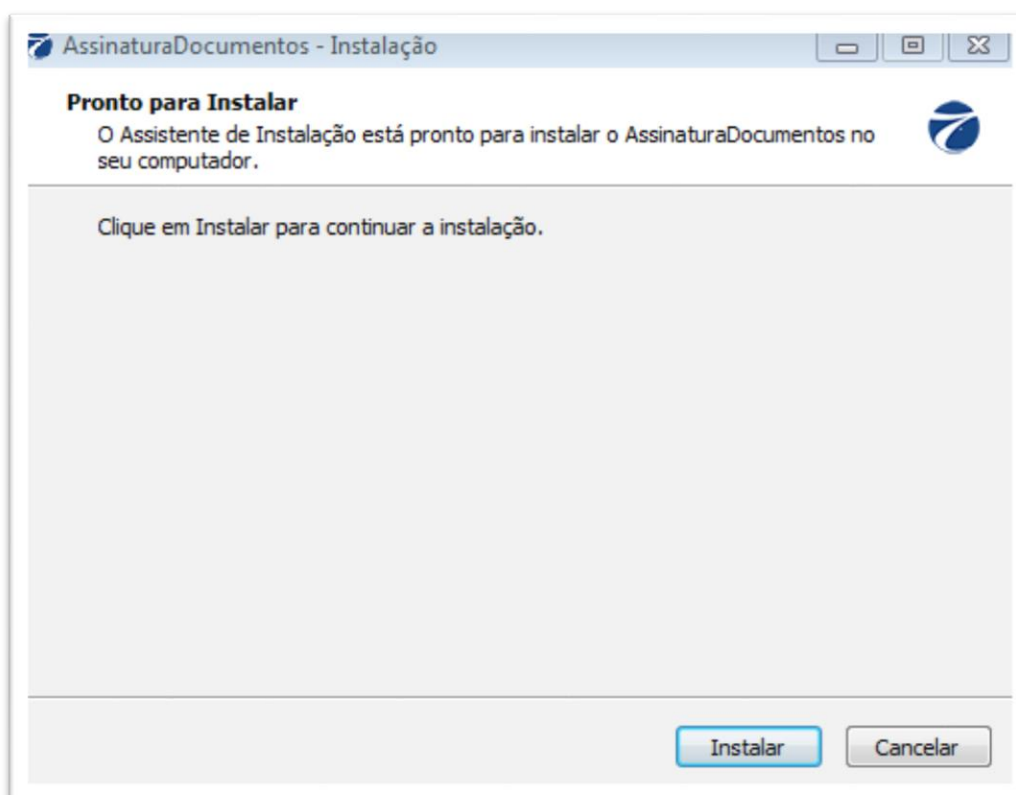 AssinaturaDocumentos - Instalação
Pronto para Instalar
O Assistente de Instalação está pronto para instalar o AssinaturaDocumentos no
seu computador.
Clique em Instalar para continuar a instalação.
Instalar
Cancelar